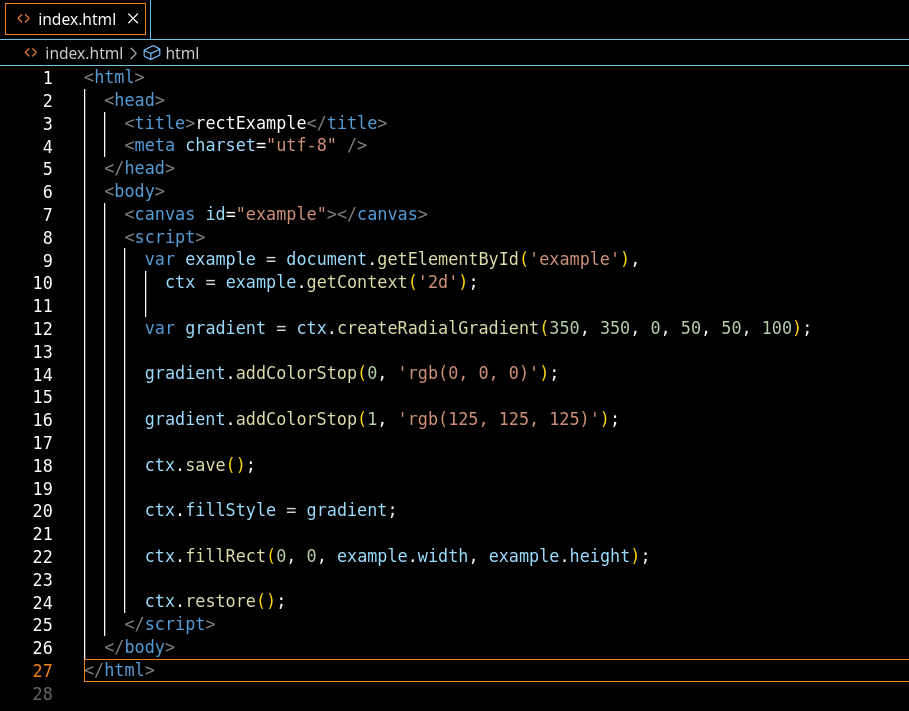 index.html
index.html > html
1 <html>
2 <head>
3 <title>rectExample</title>
4 <meta charset="utf-8" />
5 </head>
6 <body>
7 <canvas id="example"></canvas>
8 <script>
9 var example = document.getElementById('example'),
10 ctx = example.getContext('2d');
11
12 var gradient = ctx.createRadialGradient(350, 350, 0, 50, 50, 100);
13
14 gradient.addColorStop(0, 'rgb(0, 0, 0)');
15
16 gradient.addColorStop(1, 'rgb(125, 125, 125)');
17
18 ctx.save();
19
20 ctx.fillStyle = gradient;
21
22 ctx.fillRect(0, 0, example.width, example.height);
23
24 ctx.restore();
25 </script>
26 </body>
27 </html>
28